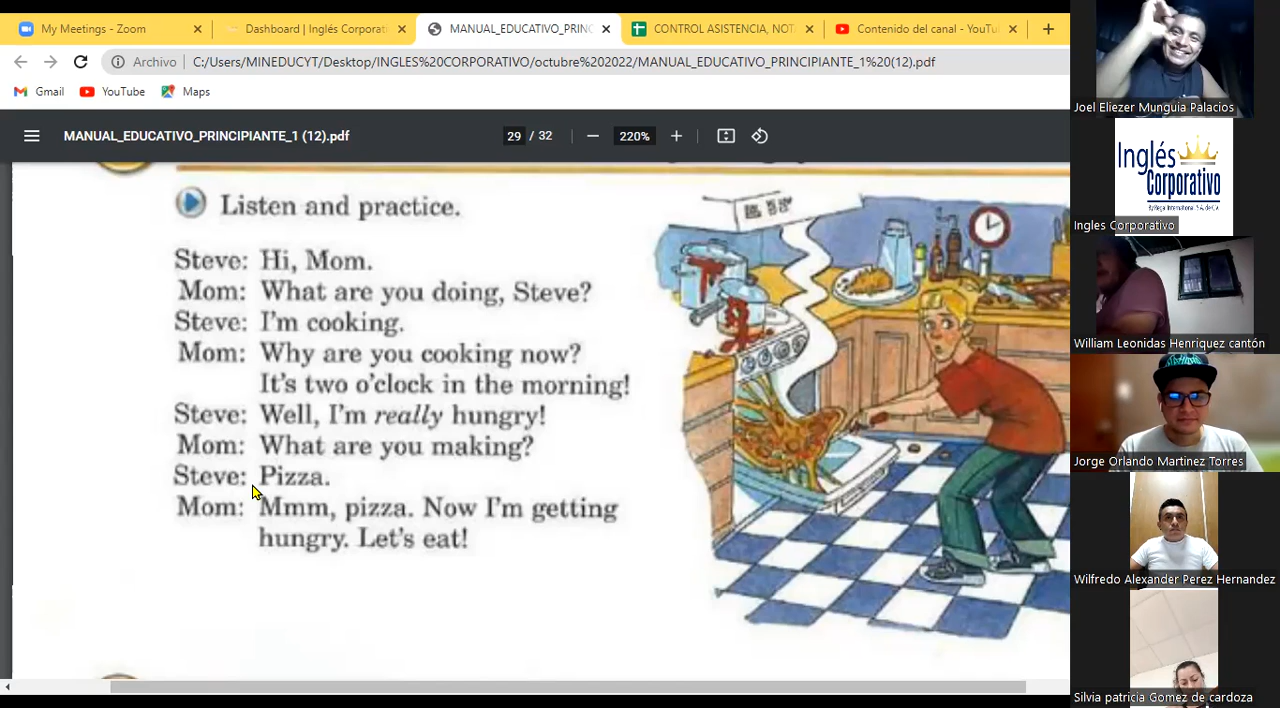 My Meetings - Zoom
Dashboard | Inglés Corporati
MANUAL_EDUCATIVO_PRINC
CONTROL ASISTENCIA, NOT
Contenido del canal - YouTu
Archivo
C:/Users/MINEDUCYT/Desktop/INGLES%20CORPORATIVO/octubre%202022/MANUAL_EDUCATIVO_PRINCIPIANTE_1%20(12).pdf
Gmail
YouTube
Maps
MANUAL_EDUCATIVO_PRINCIPIANTE_1 (12).pdf
29 / 32
220%
Listen and practice.
Steve: Hi, Mom.
Mom: What are you doing, Steve?
Steve: I'm cooking.
Mom: Why are you cooking now?
It's two o'clock in the morning!
Steve: Well, I'm really hungry!
Mom: What are you making?
Steve: Pizza.
Mom: Mmm, pizza. Now I'm getting
hungry. Let's eat!
Joel Eliezer Munguia Palacios
Inglés
Corporativo
Ingles Corporativo
William Leonidas Henriquez cantón
Jorge Orlando Martinez Torres
Wilfredo Alexander Perez Hernandez
Silvia patricia Gomez de cardoza